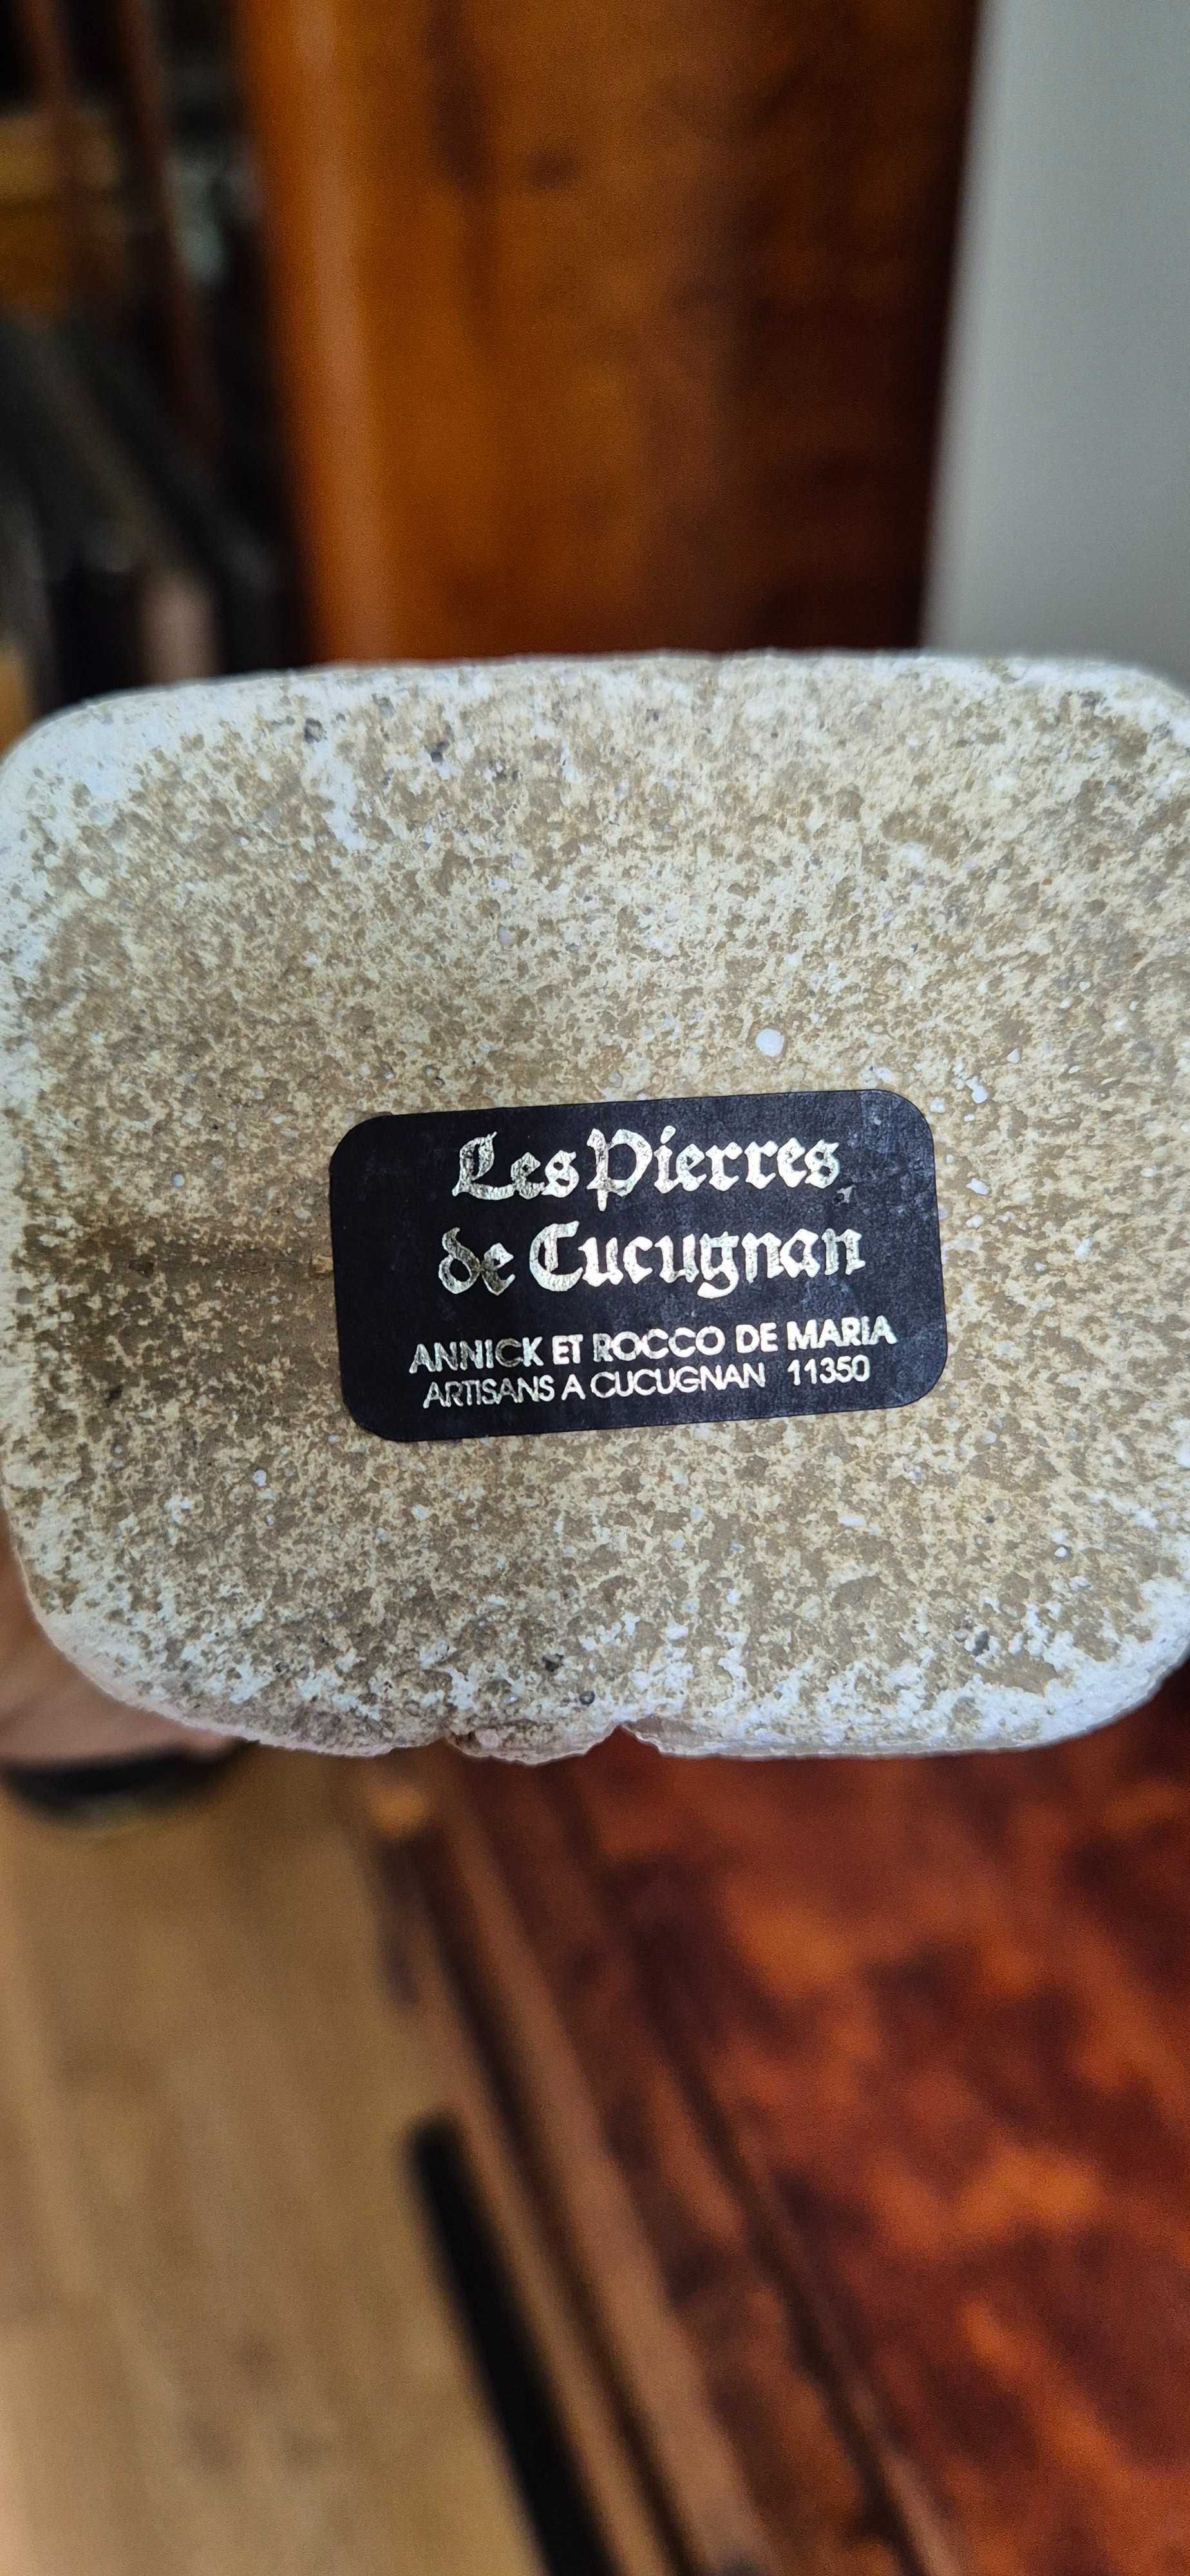 Les Pierres
de Cucugnan
ANNICK ET ROCCO DE MARIA
ARTISANS A CUCUGNAN 11350